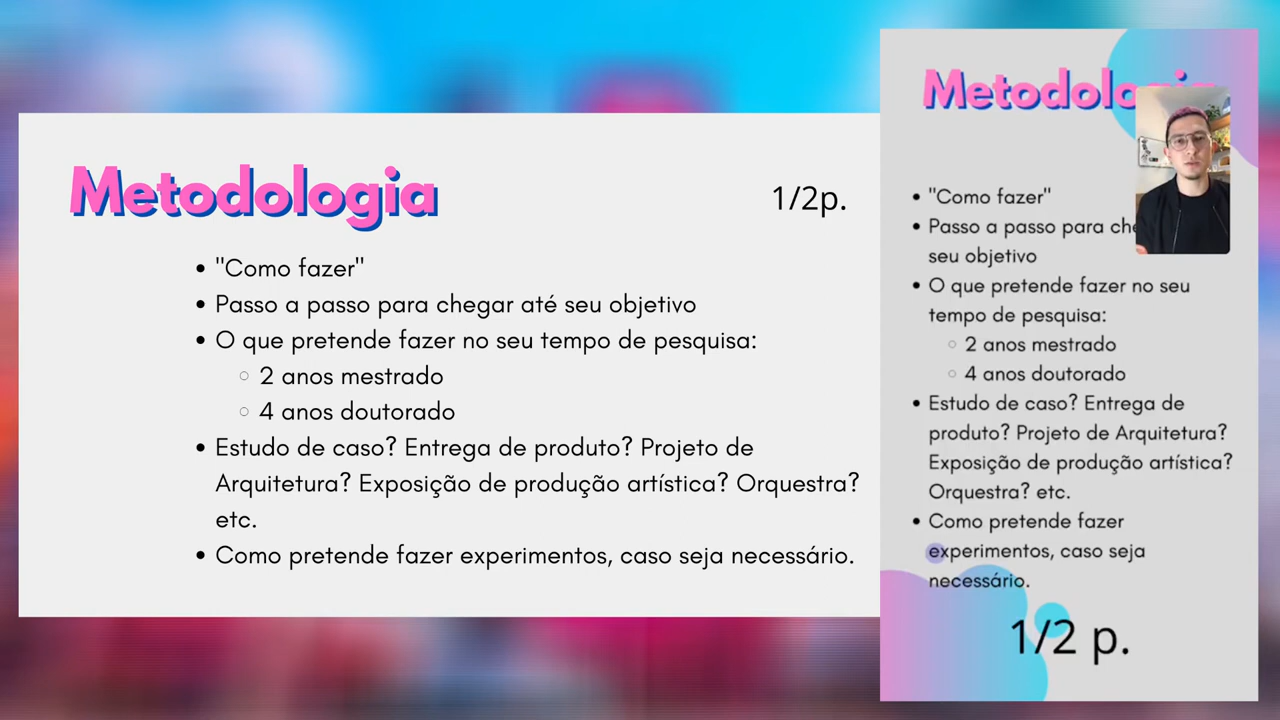 Metodologia
1/2p.
• "Como fazer"
• Passo a passo para chegar até seu objetivo
• O que pretende fazer no seu tempo de pesquisa:
○ 2 anos mestrado
○ 4 anos doutorado
• Estudo de caso? Entrega de produto? Projeto de
Arquitetura? Exposição de produção artística? Orquestra?
etc.
• Como pretende fazer experimentos, caso seja necessário.
• "Como fazer"
• Passo a passo para
seu objetivo
• O que pretende fazer no seu
tempo de pesquisa:
○ 2 anos mestrado
○ 4 anos doutorado
• Estudo de caso? Entrega de
produto? Projeto de Arquitetura?
Exposição de produção artística?
Orquestra? etc.
• Como pretende fazer
experimentos, caso seja
necessário.
1/2 p.